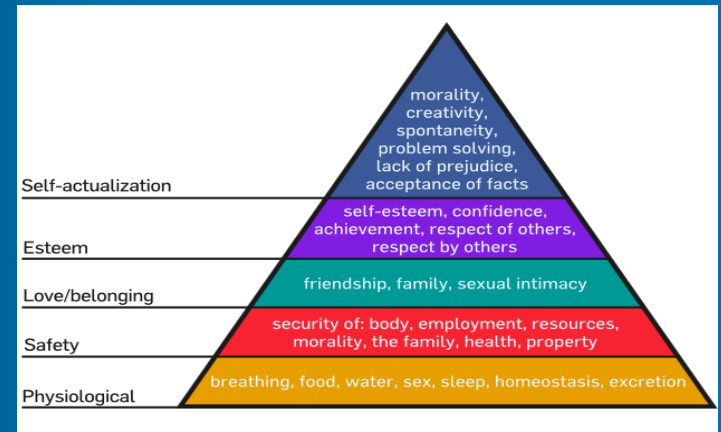 morality,
creativity,
spontaneity,
problem solving,
lack of prejudice,
acceptance of facts
Self-actualization
self-esteem, confidence,
achievement, respect of others,
respect by others
Esteem
friendship, family, sexual intimacy
Love/belonging
security of: body, employment, resources,
morality, the family, health, property
Safety
breathing, food, water, sex, sleep, homeostasis, excretion
Physiological